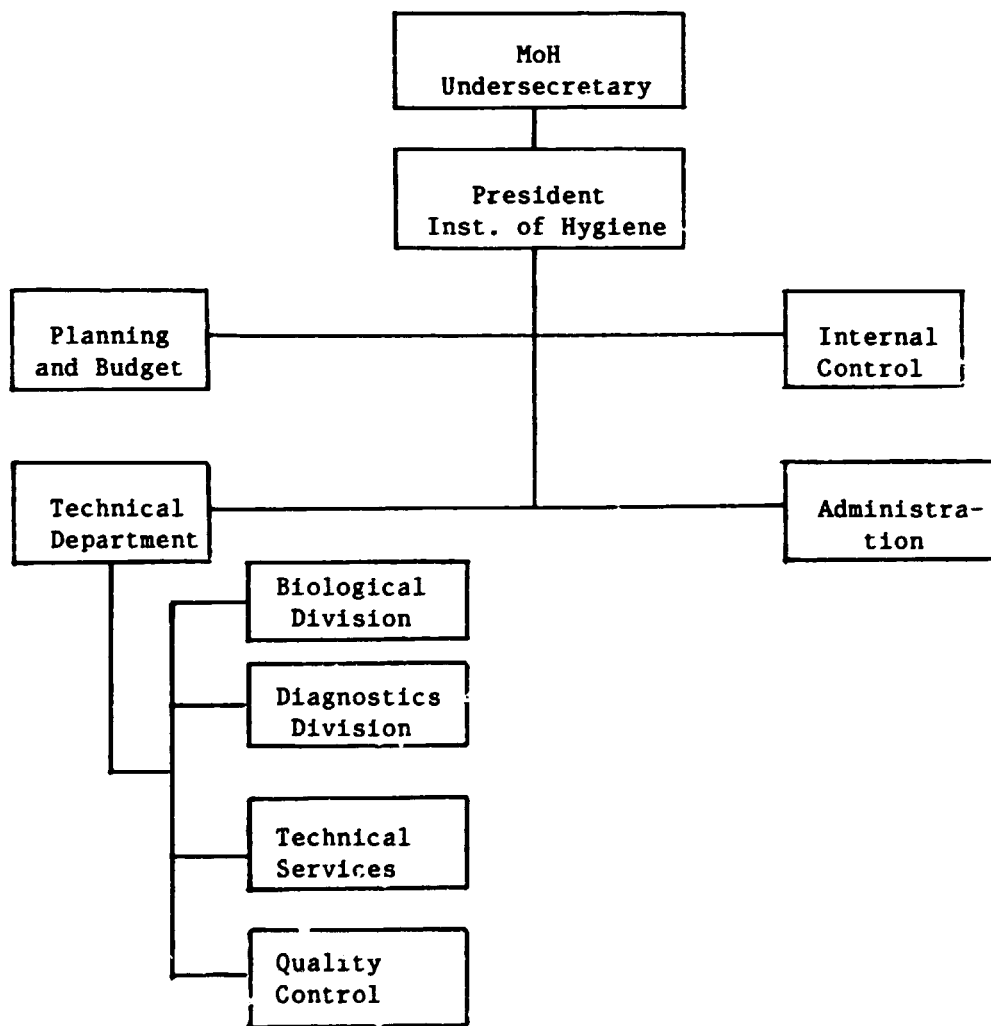 MoH
Undersecretary
President
Inst. of Hygiene
Planning
and Budget
Internal
Control
Technical
Department
Administra-
tion
Biological
Division
Diagnostics
Division
Technical
Services
Quality
Control